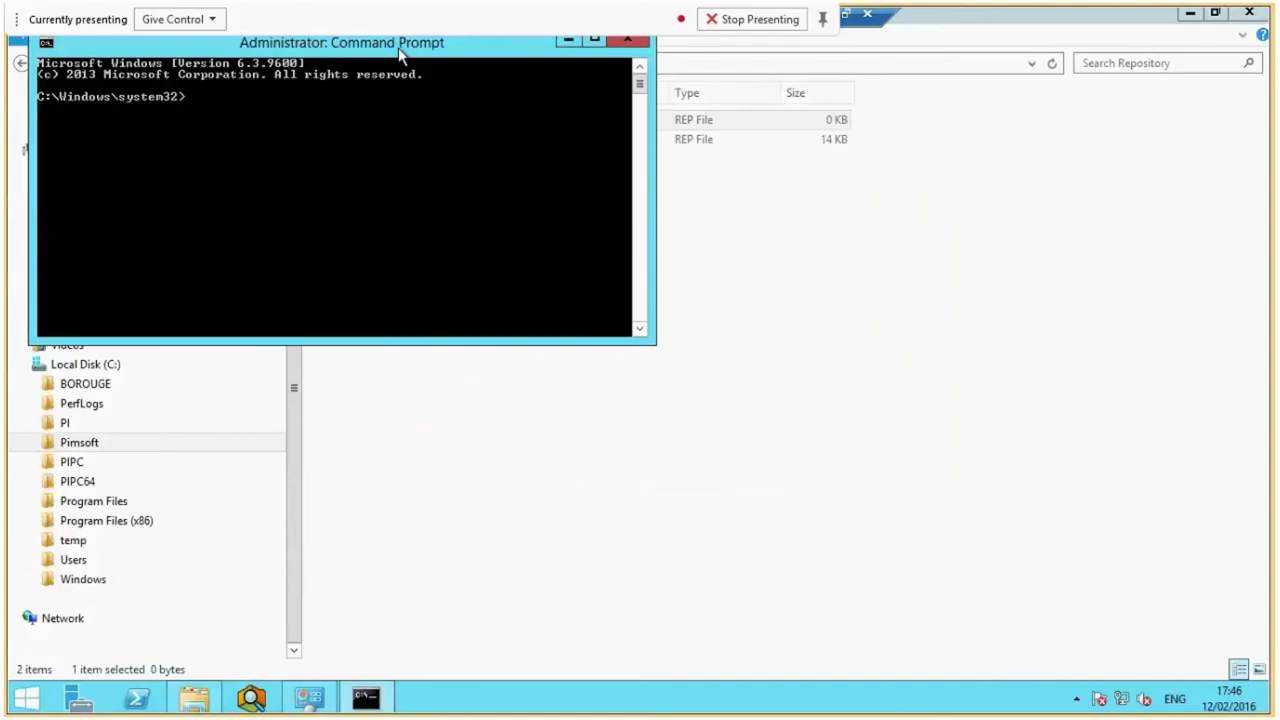 Currently presenting
Give Control
Stop Presenting
Administrator: Command Prompt
Microsoft Windows [Version 6.3.9600]
(c) 2013 Microsoft Corporation. All rights reserved.
C:\Windows\system32>
Search Repository
Type Size
REP File 0 KB
REP File 14 KB
Local Disk (C:)
BOROUGE
PerfLogs
PI
Pimsoft
PIPC
PIPC64
Program Files
Program Files (x86)
temp
Users
Windows
Network
2 items 1 item selected 0 bytes
ENG
17:46
12/02/2016